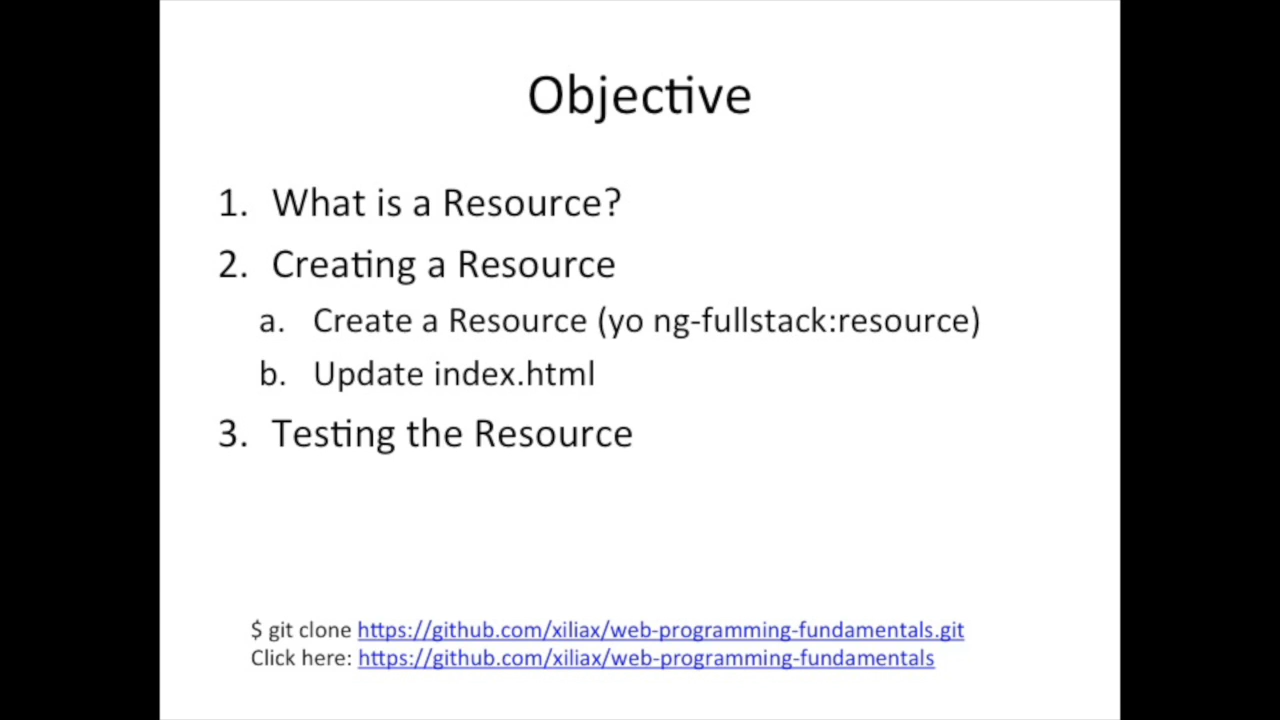 Objective
1. What is a Resource?
2. Creating a Resource
a. Create a Resource (yo ng-fullstack:resource)
b. Update index.html
3. Testing the Resource
$ git clone https://github.com/xiliax/web-programming-fundamentals.git
Click here: https://github.com/xiliax/web-programming-fundamentals